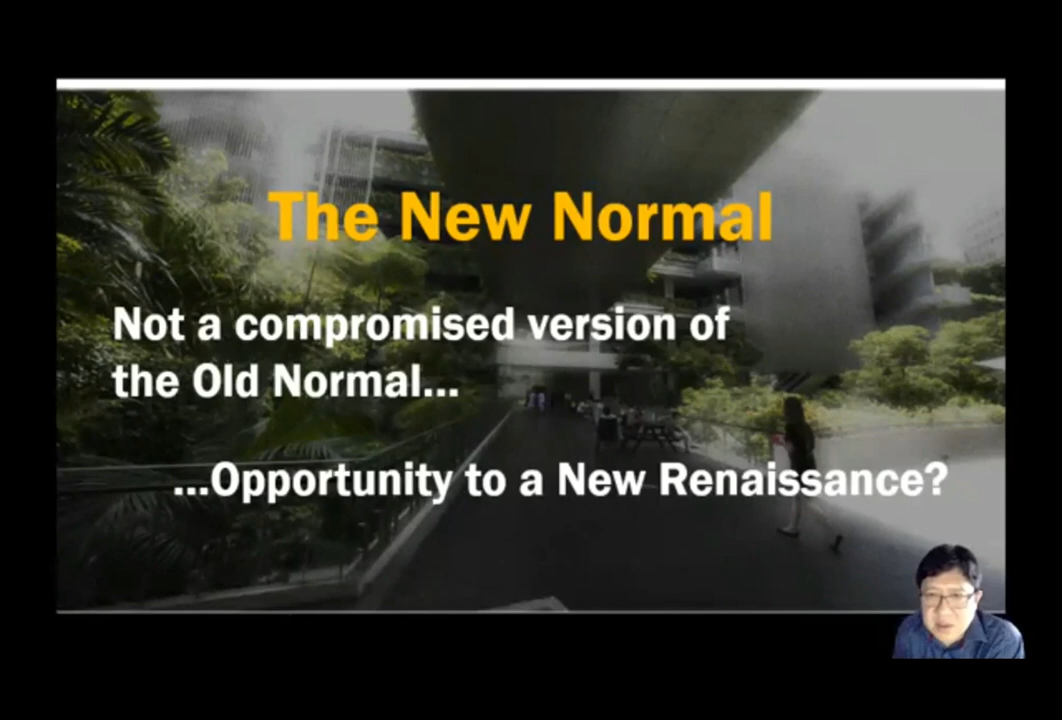 The New Normal
Not a compromised version of
the Old Normal...
...Opportunity to a New Renaissance?